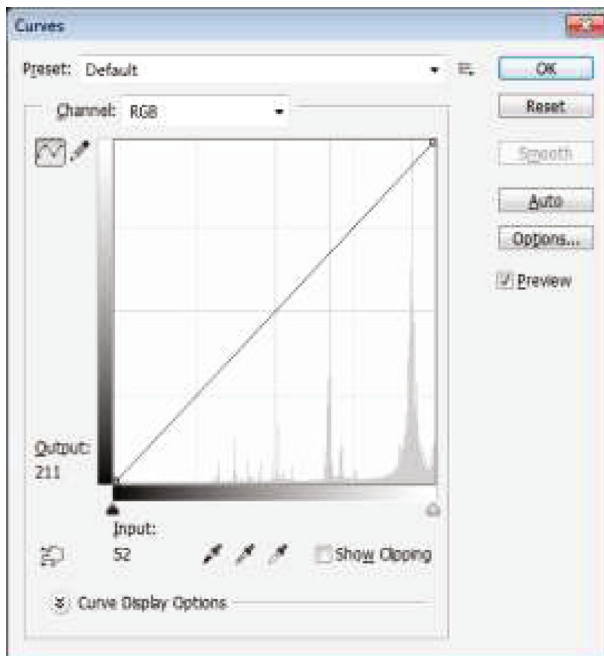 Curves
Preset: Default
OK
Channel: RGB
Reset
Smooth
Auto
Options...
Preview
Output:
211
Input:
52
Show Clipping
Curve Display Options